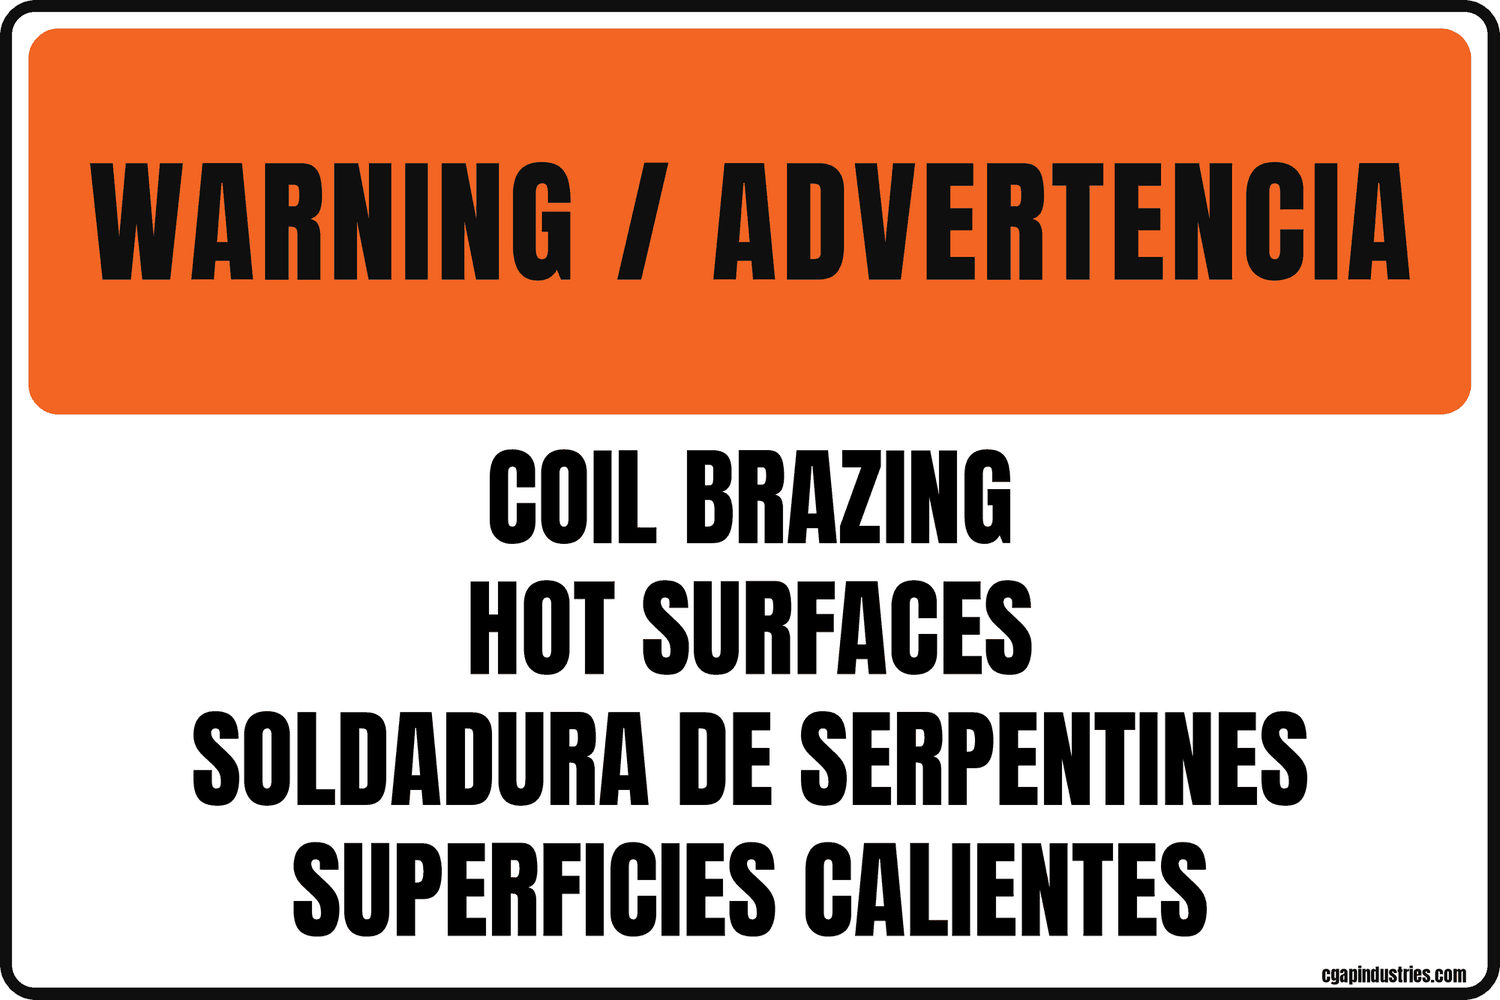 WARNING / ADVERTENCIA
COIL BRAZING
HOT SURFACES
SOLDADURA DE SERPENTINES
SUPERFICIES CALIENTES
cgapindustries.com